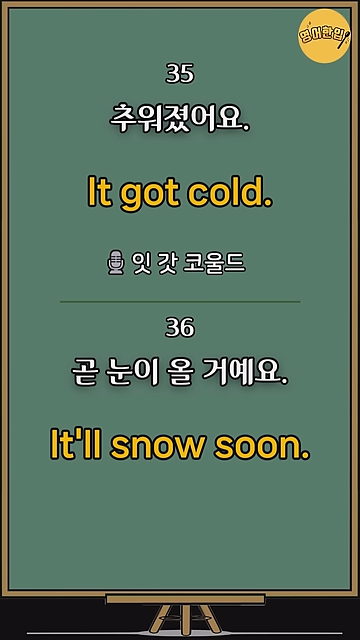 영어한입
35
추워졌어요.
It got cold.
잇 갓 코울드
36
곧 눈이 올 거예요.
It'll snow soon.